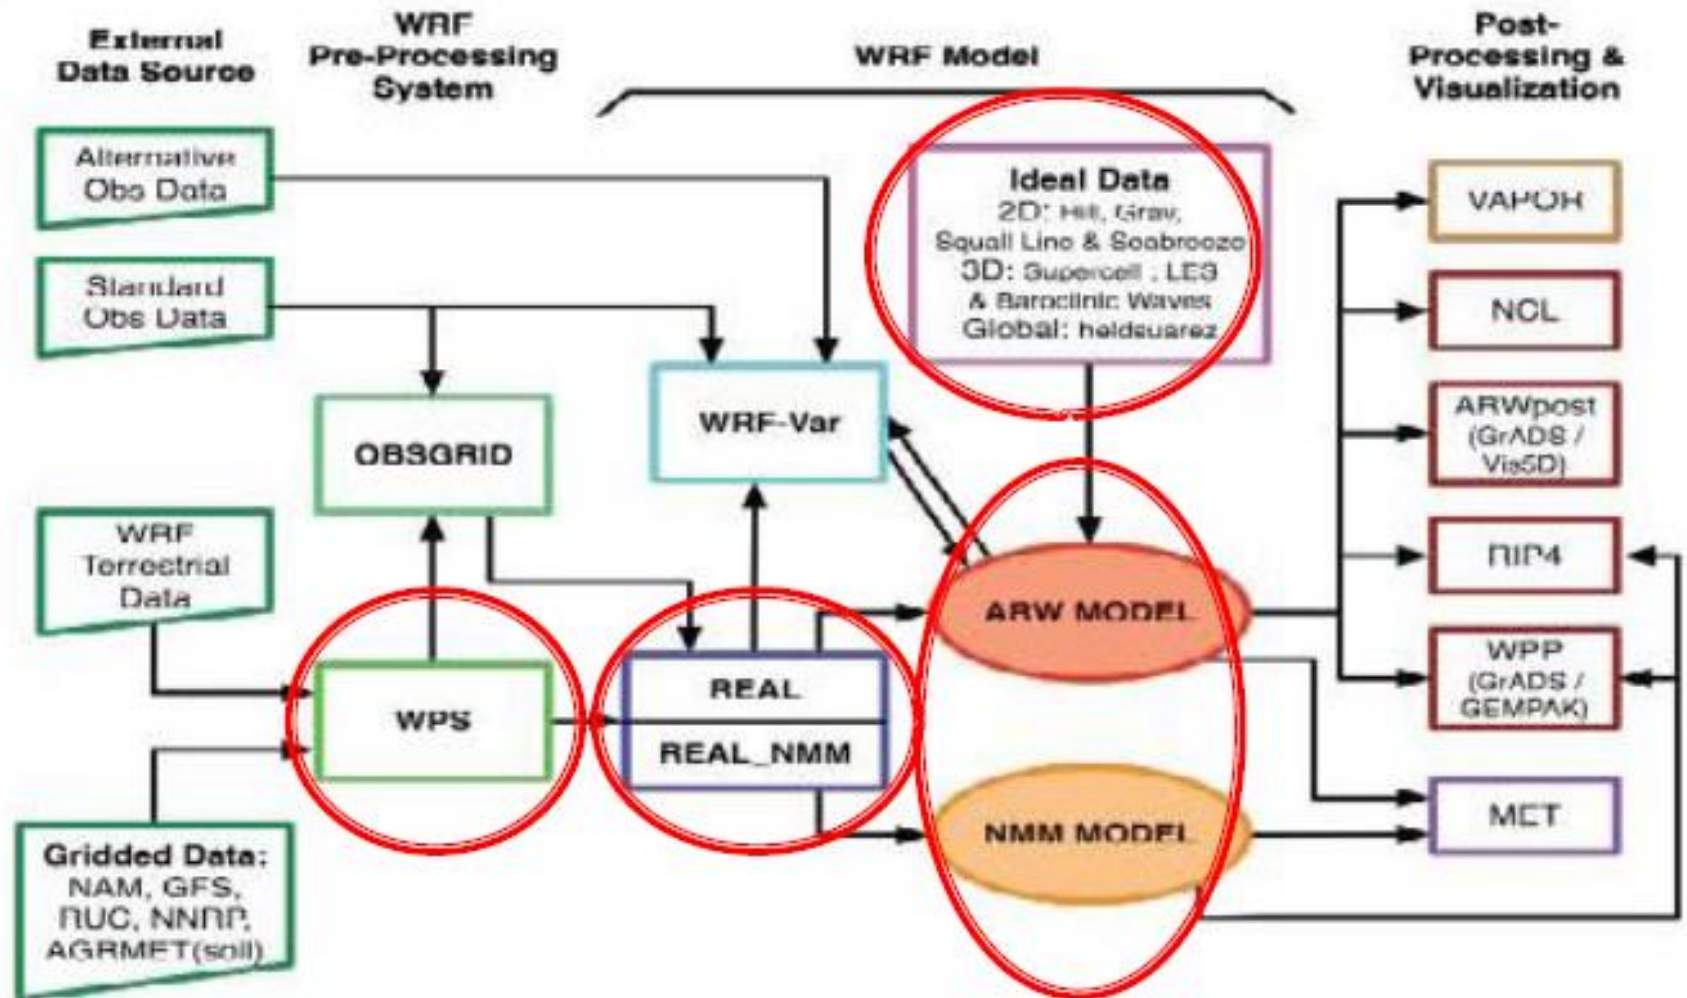 External
Data Source
WRF
Pre-Processing
System
WRF Model
Post-
Processing &
Visualization
Alternative
Obs Data
Standard
Obs Data
WRF
Terrestrial
Data
Gridded Data:
NAM, GFS,
RUC, NNRP,
AGRMET(soil)
OBSGRID
WPS
WRF-Var
REAL
REAL_NMM
Ideal Data
2D: Hill, Grav,
Squall Line & Seabreeze
3D: Supercell ; LES
& Baroclinic Waves
Global: heldsuarez
ARW MODEL
NMM MODEL
VAPOR
NCL
ARWpost
(GrADS /
Vis5D)
RIP4
WPP
(GrADS /
GEMPAK)
MET